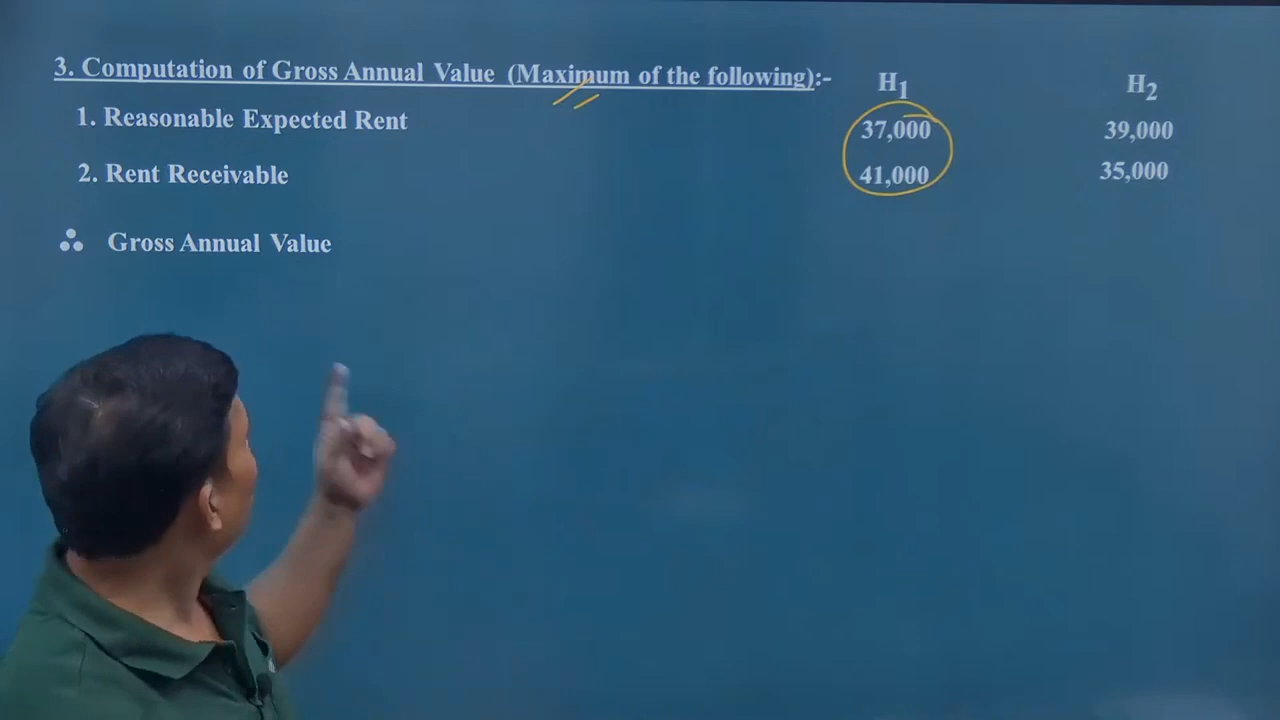 3. Computation of Gross Annual Value (Maximum of the following):- H1 H2
1. Reasonable Expected Rent 37,000 39,000
2. Rent Receivable 41,000 35,000
∴ Gross Annual Value